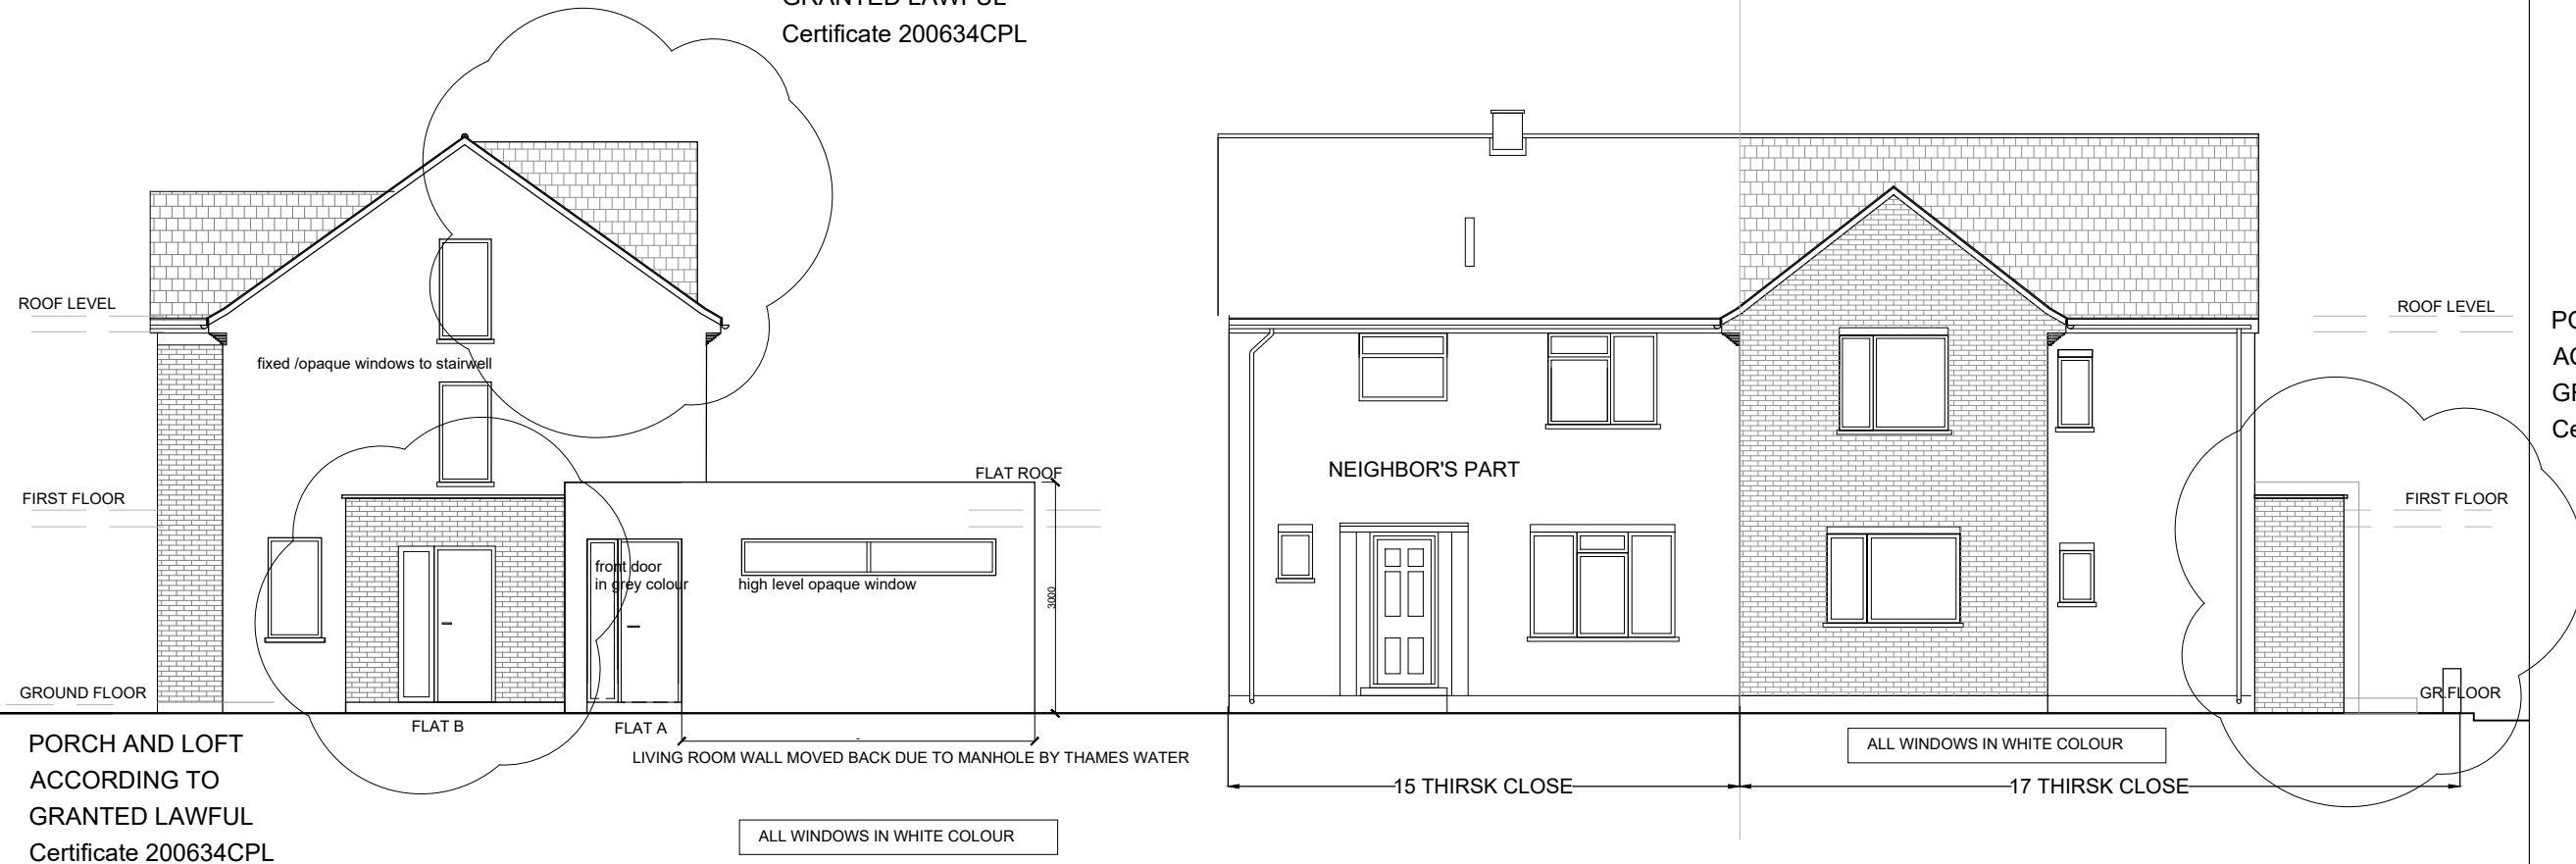 GRANTED LAWFUL
Certificate 200634CPL
ROOF LEVEL
fixed /opaque windows to stairwell
FIRST FLOOR
FLAT ROOF
front door
in grey colour
high level opaque window
3000
GROUND FLOOR
FLAT B
FLAT A
LIVING ROOM WALL MOVED BACK DUE TO MANHOLE BY THAMES WATER
PORCH AND LOFT
ACCORDING TO
GRANTED LAWFUL
Certificate 200634CPL
ALL WINDOWS IN WHITE COLOUR
NEIGHBOR'S PART
ROOF LEVEL
FIRST FLOOR
GR.FLOOR
ALL WINDOWS IN WHITE COLOUR
15 THIRSK CLOSE
17 THIRSK CLOSE